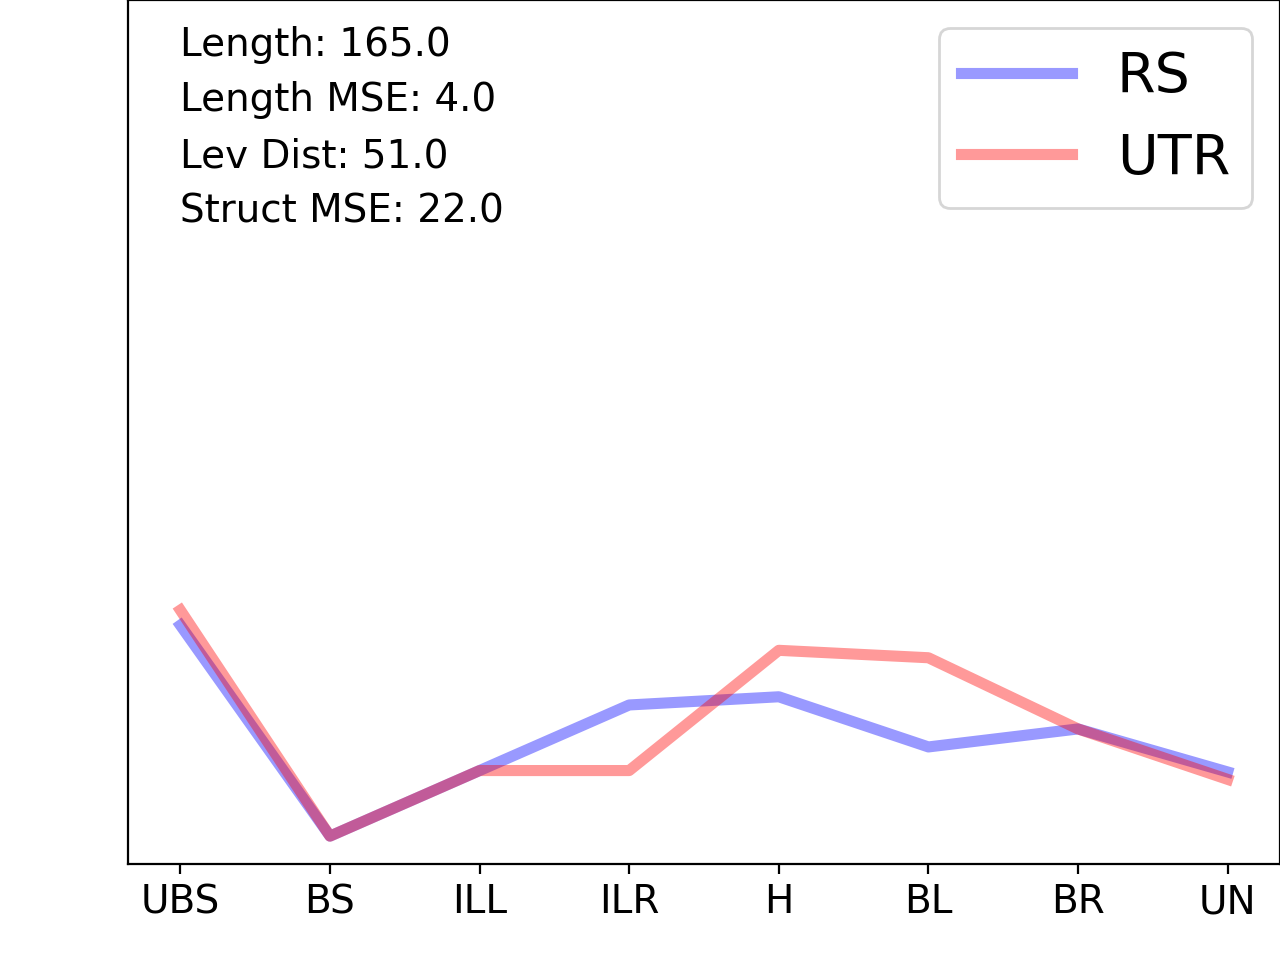 Length: 165.0
Length MSE: 4.0
Lev Dist: 51.0
Struct MSE: 22.0
RS
UTR
UBS BS ILL ILR H BL BR UN